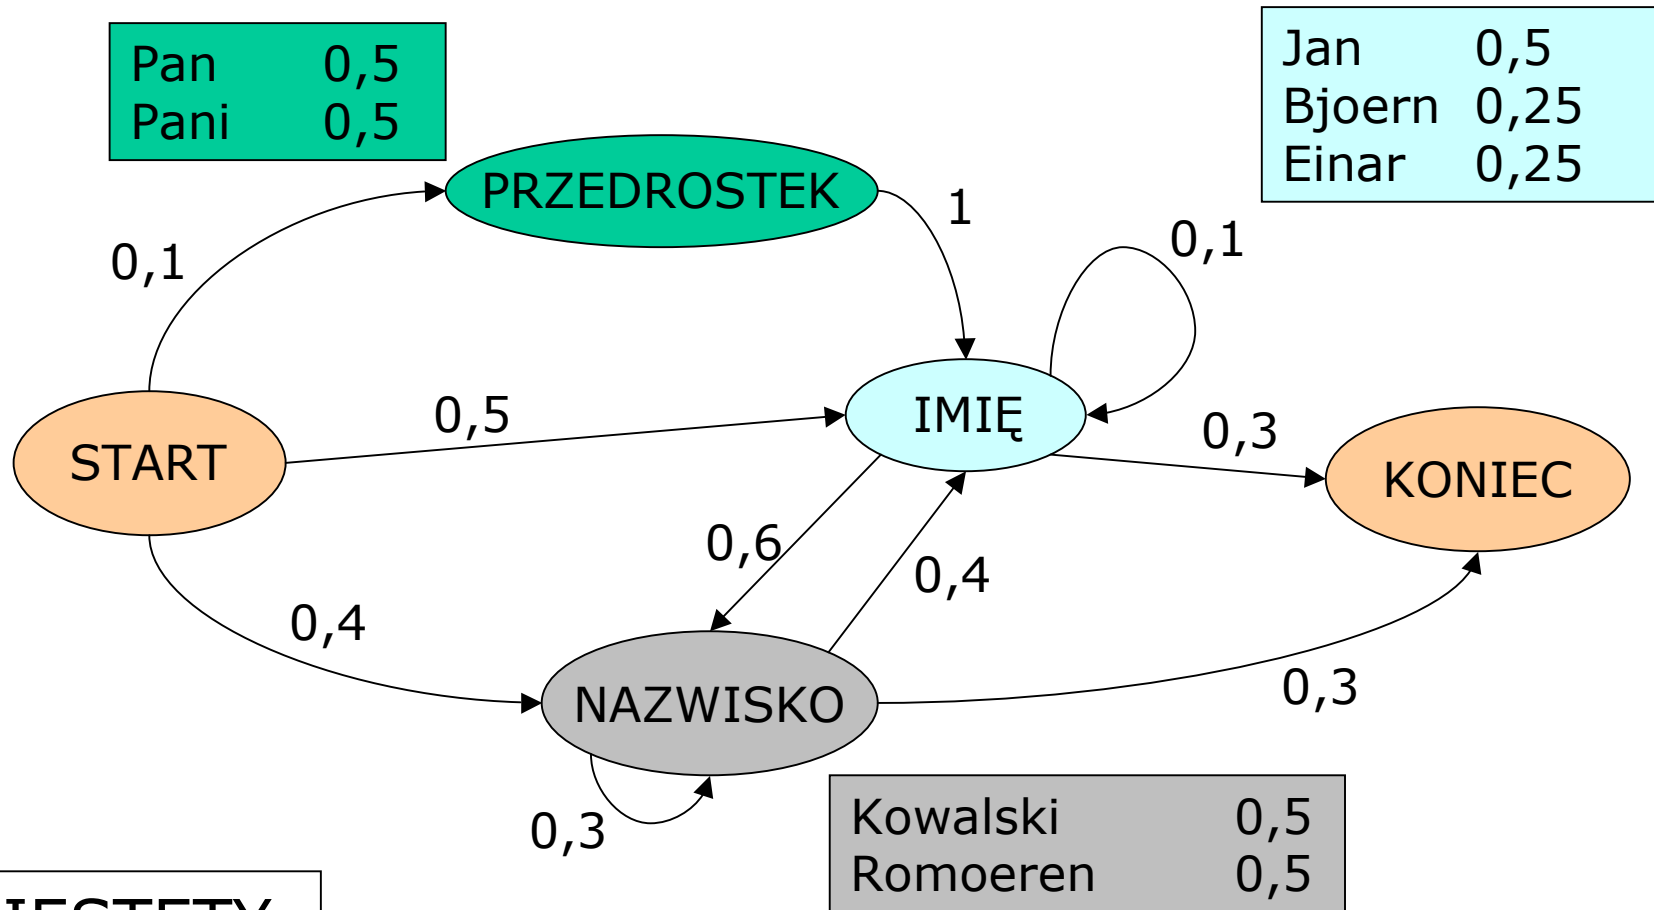 Pan 0,5
Pani 0,5
Jan 0,5
Bjoern 0,25
Einar 0,25
PRZEDROSTEK
1
0,1
0,1
0,5
IMIĘ
0,3
START
KONIEC
0,6
0,4
0,4
NAZWISKO
0,3
0,3
Kowalski 0,5
Romoeren 0,5